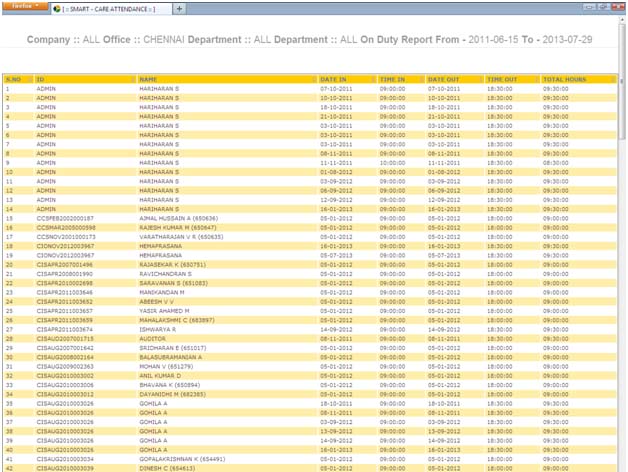 Firefox
[ :: SMART - CARE ATTENDANCE :: ]
Company :: ALL Office :: CHENNAI Department :: ALL Department :: ALL On Duty Report From - 2011-06-15 To - 2013-07-29
S.NO ID NAME DATE IN TIME IN DATE OUT TIME OUT TOTAL HOURS
1 ADMIN HARIHARAN S 07-10-2011 09:00:00 07-10-2011 18:30:00 09:30:00
2 ADMIN HARIHARAN S 10-10-2011 09:00:00 10-10-2011 18:30:00 09:30:00
3 ADMIN HARIHARAN S 18-10-2011 09:00:00 18-10-2011 18:30:00 09:30:00
4 ADMIN HARIHARAN S 21-10-2011 09:00:00 21-10-2011 18:30:00 09:30:00
5 ADMIN HARIHARAN S 03-10-2011 09:00:00 03-10-2011 18:30:00 09:30:00
6 ADMIN HARIHARAN S 03-10-2011 09:00:00 03-10-2011 18:30:00 09:30:00
7 ADMIN HARIHARAN S 03-10-2011 09:00:00 03-10-2011 18:30:00 09:30:00
8 ADMIN HARIHARAN S 08-11-2011 09:00:00 08-11-2011 18:30:00 09:30:00
9 ADMIN HARIHARAN S 11-11-2011 10:00:00 11-11-2011 18:30:00 08:30:00
10 ADMIN HARIHARAN S 01-08-2012 09:00:00 01-08-2012 18:30:00 09:30:00
11 ADMIN HARIHARAN S 03-09-2012 09:00:00 03-09-2012 18:30:00 09:30:00
12 ADMIN HARIHARAN S 06-09-2012 09:00:00 06-09-2012 18:30:00 09:30:00
13 ADMIN HARIHARAN S 12-09-2012 09:00:00 12-09-2012 18:30:00 09:30:00
14 ADMIN HARIHARAN S 16-01-2013 09:00:00 16-01-2013 18:30:00 09:30:00
15 CCSFEB2002000187 AJMAL HUSSAIN A (650636) 05-01-2012 09:00:00 05-01-2012 18:00:00 09:00:00
16 CCSMAR2005000598 RAJESH KUMAR M (650647) 05-01-2012 09:00:00 05-01-2012 18:00:00 09:00:00
17 CCSNOV2001000173 VARATHARAJAN V R (650635) 05-01-2012 09:00:00 05-01-2012 18:00:00 09:00:00
18 CIONOV2012003967 HEMAPRASANA 16-01-2013 09:00:00 16-01-2013 18:30:00 09:30:00
19 CIONOV2012003967 HEMAPRASANA 05-07-2013 09:00:00 05-07-2013 18:30:00 09:30:00
20 CISAPR2007001496 RAJASEKAR K (650751) 05-01-2012 09:00:00 05-01-2012 18:00:00 09:00:00
21 CISAPR2008001990 RAVICHANDRAN S 05-01-2012 09:00:00 05-01-2012 18:00:00 09:00:00
22 CISAPR2010002698 SARAVANAN S (651083) 05-01-2012 09:00:00 05-01-2012 18:00:00 09:00:00
23 CISAPR2011003646 MANIKANDAN M 05-01-2012 09:00:00 05-01-2012 18:00:00 09:00:00
24 CISAPR2011003652 ABEESH V V 05-01-2012 09:00:00 05-01-2012 18:00:00 09:00:00
25 CISAPR2011003657 YASIR AHAMED M 05-01-2012 09:00:00 05-01-2012 18:00:00 09:00:00
26 CISAPR2011003659 MAHALAKSHMI C (683897) 05-01-2012 09:00:00 05-01-2012 18:00:00 09:00:00
27 CISAPR2011003674 ISHWARYA R 14-09-2012 09:00:00 14-09-2012 18:30:00 09:30:00
28 CISAUD2007001715 AUDITOR 08-11-2011 09:00:00 08-11-2011 18:30:00 09:30:00
29 CISAUG2007001642 SRIDHARAN E (651017) 05-01-2012 09:00:00 05-01-2012 18:00:00 09:00:00
30 CISAUG2008002164 BALASUBRAMANIAN A 05-01-2012 09:00:00 05-01-2012 18:00:00 09:00:00
31 CISAUG2009002363 MOHAN V (651279) 05-01-2012 09:00:00 05-01-2012 18:00:00 09:00:00
32 CISAUG2010003002 ANIL KUMAR D 05-01-2012 09:00:00 05-01-2012 18:00:00 09:00:00
33 CISAUG2010003006 BHAVANA K (650894) 05-01-2012 09:00:00 05-01-2012 18:00:00 09:00:00
34 CISAUG2010003012 DAYANIDHI M (682385) 05-01-2012 09:00:00 05-01-2012 18:00:00 09:00:00
35 CISAUG2010003026 GOHILA A 18-10-2011 09:00:00 18-10-2011 18:30:00 09:30:00
36 CISAUG2010003026 GOHILA A 08-11-2011 09:00:00 08-11-2011 18:30:00 09:30:00
37 CISAUG2010003026 GOHILA A 03-09-2012 09:00:00 03-09-2012 18:30:00 09:30:00
38 CISAUG2010003026 GOHILA A 13-09-2012 09:00:00 13-09-2012 18:30:00 09:30:00
39 CISAUG2010003026 GOHILA A 14-09-2012 09:00:00 14-09-2012 18:30:00 09:30:00
40 CISAUG2010003026 GOHILA A 16-01-2013 09:00:00 16-01-2013 18:30:00 09:30:00
41 CISAUG2010003034 GOPALAKRISHNAN K (654491) 05-01-2012 09:00:00 05-01-2012 18:00:00 09:00:00
42 CISAUG2010003039 DINESH C (654613) 05-01-2012 09:00:00 05-01-2012 18:00:00 09:00:00